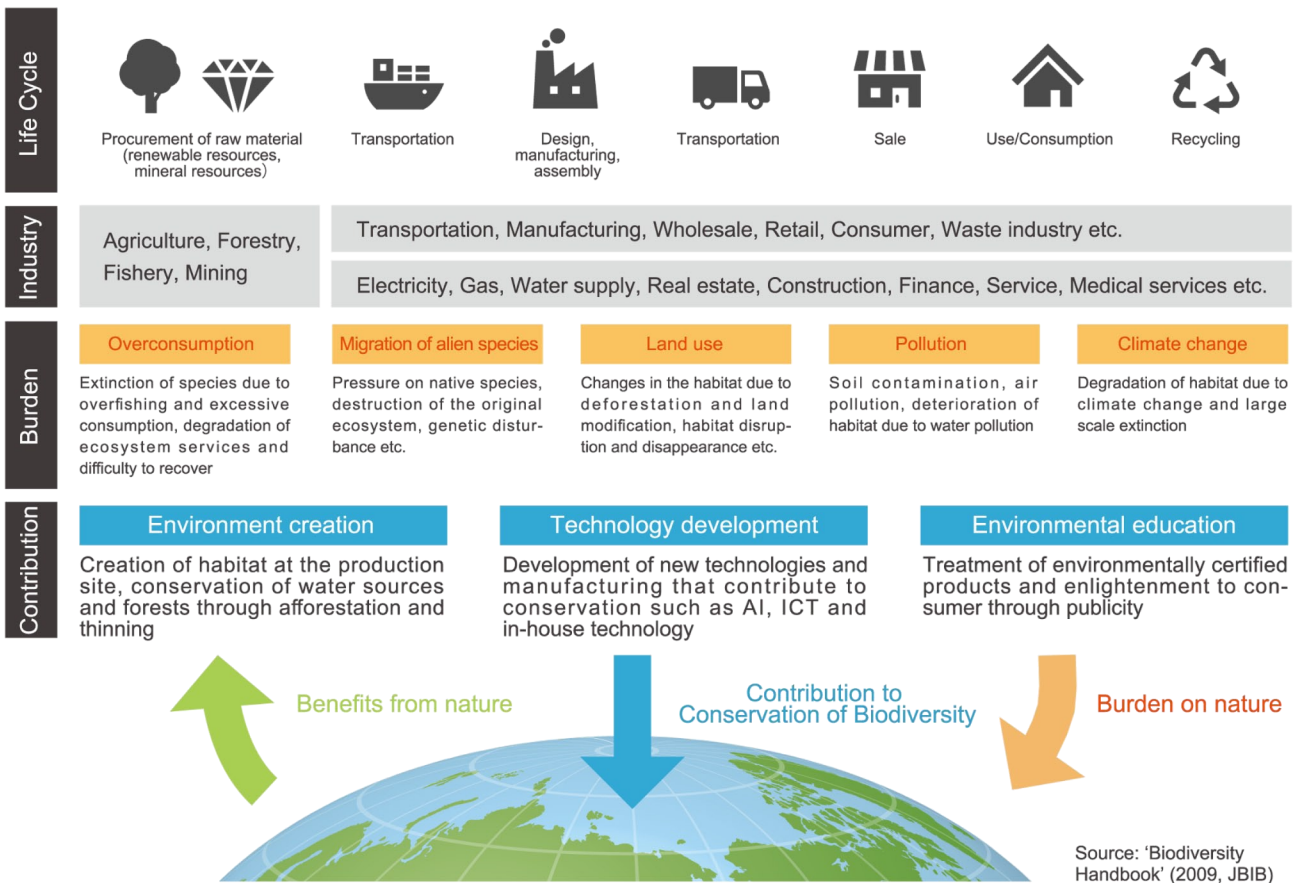 Life Cycle
Procurement of raw material
(renewable resources,
mineral resources)
Transportation
Design,
manufacturing,
assembly
Transportation
Sale
Use/Consumption
Recycling
Industry
Agriculture, Forestry,
Fishery, Mining
Transportation, Manufacturing, Wholesale, Retail, Consumer, Waste industry etc.
Electricity, Gas, Water supply, Real estate, Construction, Finance, Service, Medical services etc.
Burden
Overconsumption
Extinction of species due to
overfishing and excessive
consumption, degradation of
ecosystem services and
difficulty to recover
Migration of alien species
Pressure on native species,
destruction of the original
ecosystem, genetic distur-
bance etc.
Land use
Changes in the habitat due to
deforestation and land
modification, habitat disrup-
tion and disappearance etc.
Pollution
Soil contamination, air
pollution, deterioration of
habitat due to water pollution
Climate change
Degradation of habitat due to
climate change and large
scale extinction
Contribution
Environment creation
Creation of habitat at the production
site, conservation of water sources
and forests through afforestation and
thinning
Technology development
Development of new technologies and
manufacturing that contribute to
conservation such as AI, ICT and
in-house technology
Environmental education
Treatment of environmentally certified
products and enlightenment to con-
sumer through publicity
Benefits from nature
Contribution to
Conservation of Biodiversity
Burden on nature
Source: ‘Biodiversity
Handbook’ (2009, JBIB)